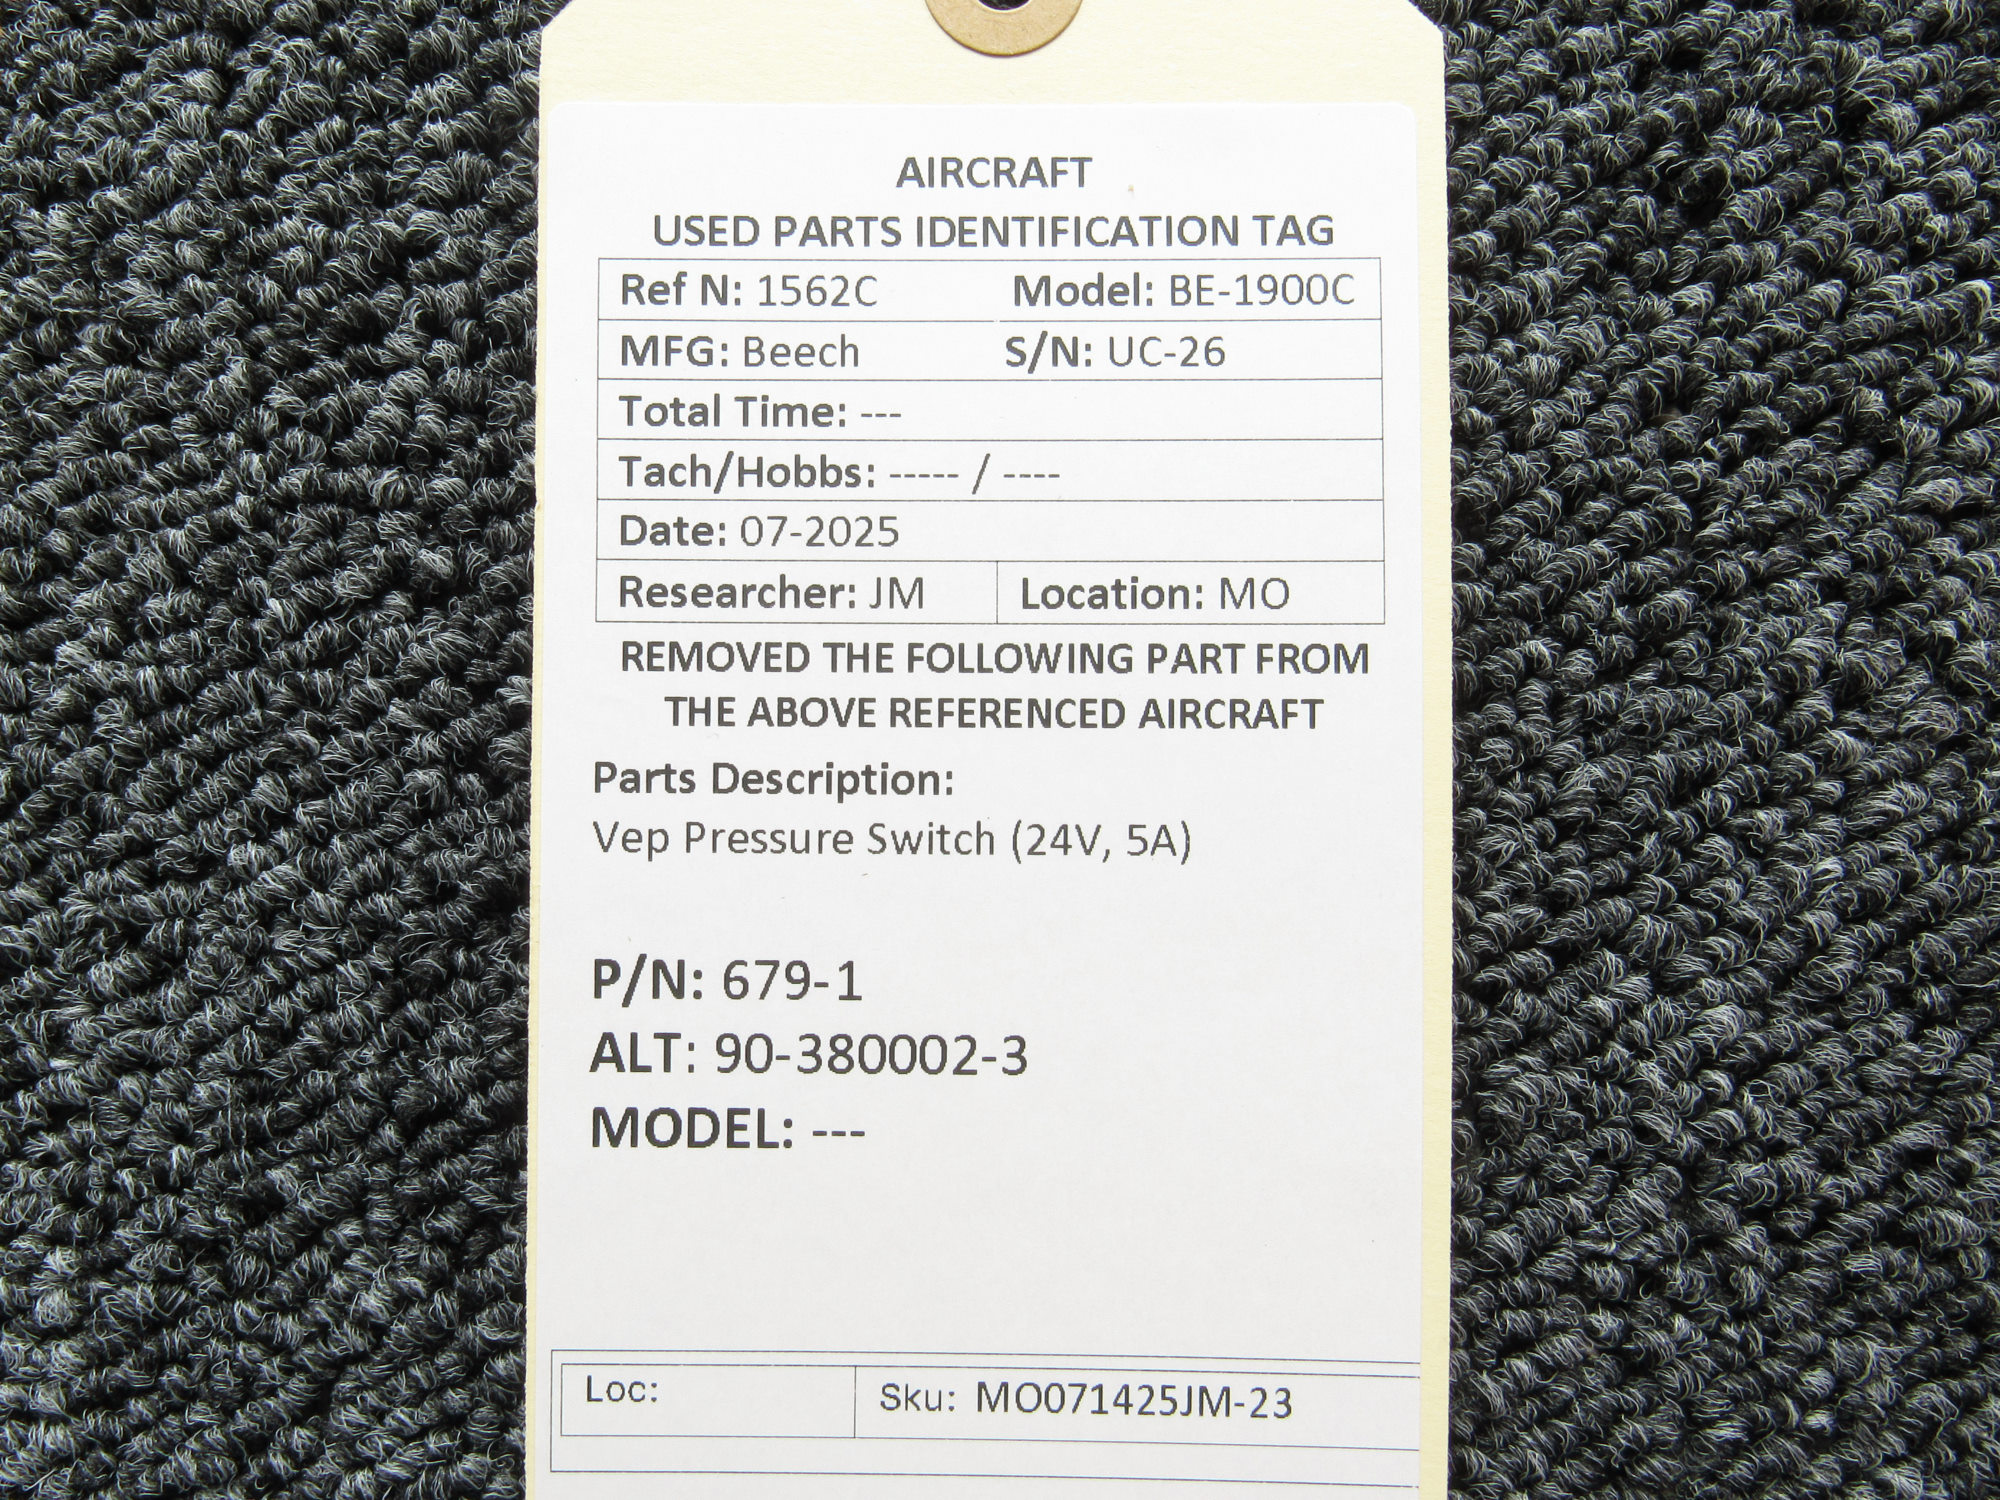 AIRCRAFT
USED PARTS IDENTIFICATION TAG
Ref N: 1562C Model: BE-1900C
MFG: Beech S/N: UC-26
Total Time: ---
Tach/Hobbs: ----- / ----
Date: 07-2025
Researcher: JM Location: MO
REMOVED THE FOLLOWING PART FROM
THE ABOVE REFERENCED AIRCRAFT
Parts Description:
Vep Pressure Switch (24V, 5A)
P/N: 679-1
ALT: 90-380002-3
MODEL: ---
Loc: Sku: MO071425JM-23